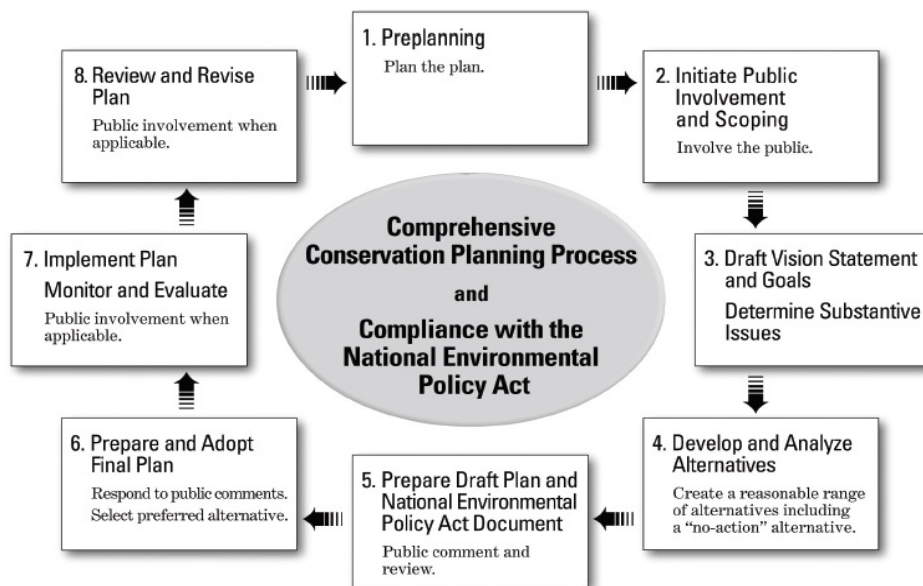 1. Preplanning
Plan the plan.
2. Initiate Public
Involvement
and Scoping
Involve the public.
3. Draft Vision Statement
and Goals
Determine Substantive
Issues
4. Develop and Analyze
Alternatives
Create a reasonable range
of alternatives including
a “no-action” alternative.
5. Prepare Draft Plan and
National Environmental
Policy Act Document
Public comment and
review.
6. Prepare and Adopt
Final Plan
Respond to public comments.
Select preferred alternative.
7. Implement Plan
Monitor and Evaluate
Public involvement when
applicable.
8. Review and Revise
Plan
Public involvement when
applicable.
Comprehensive
Conservation Planning Process
and
Compliance with the
National Environmental
Policy Act